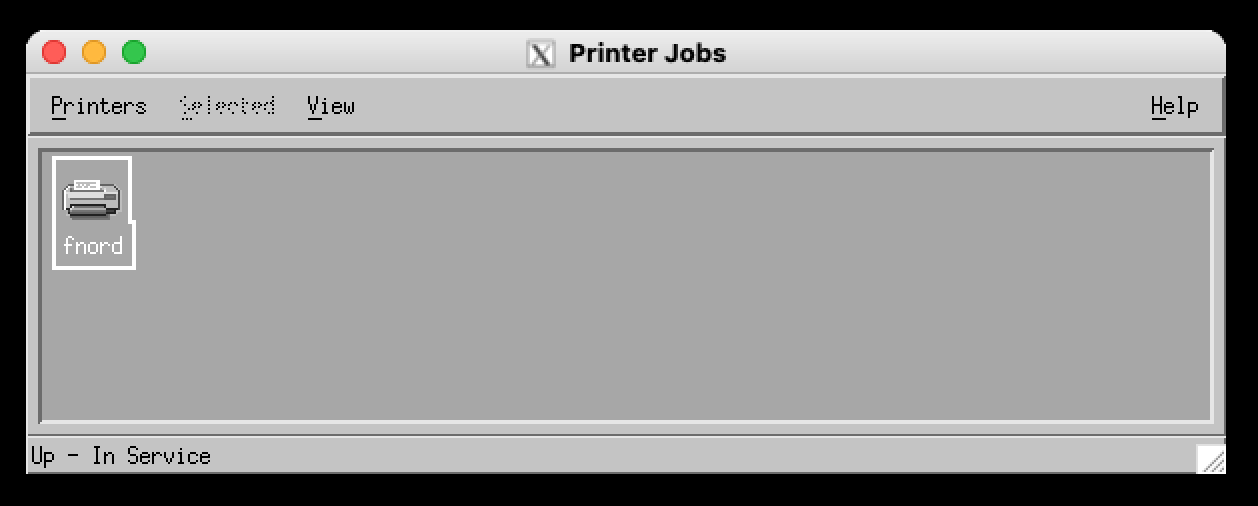 Printer Jobs
Printers Selected View Help
fnord
Up - In Service